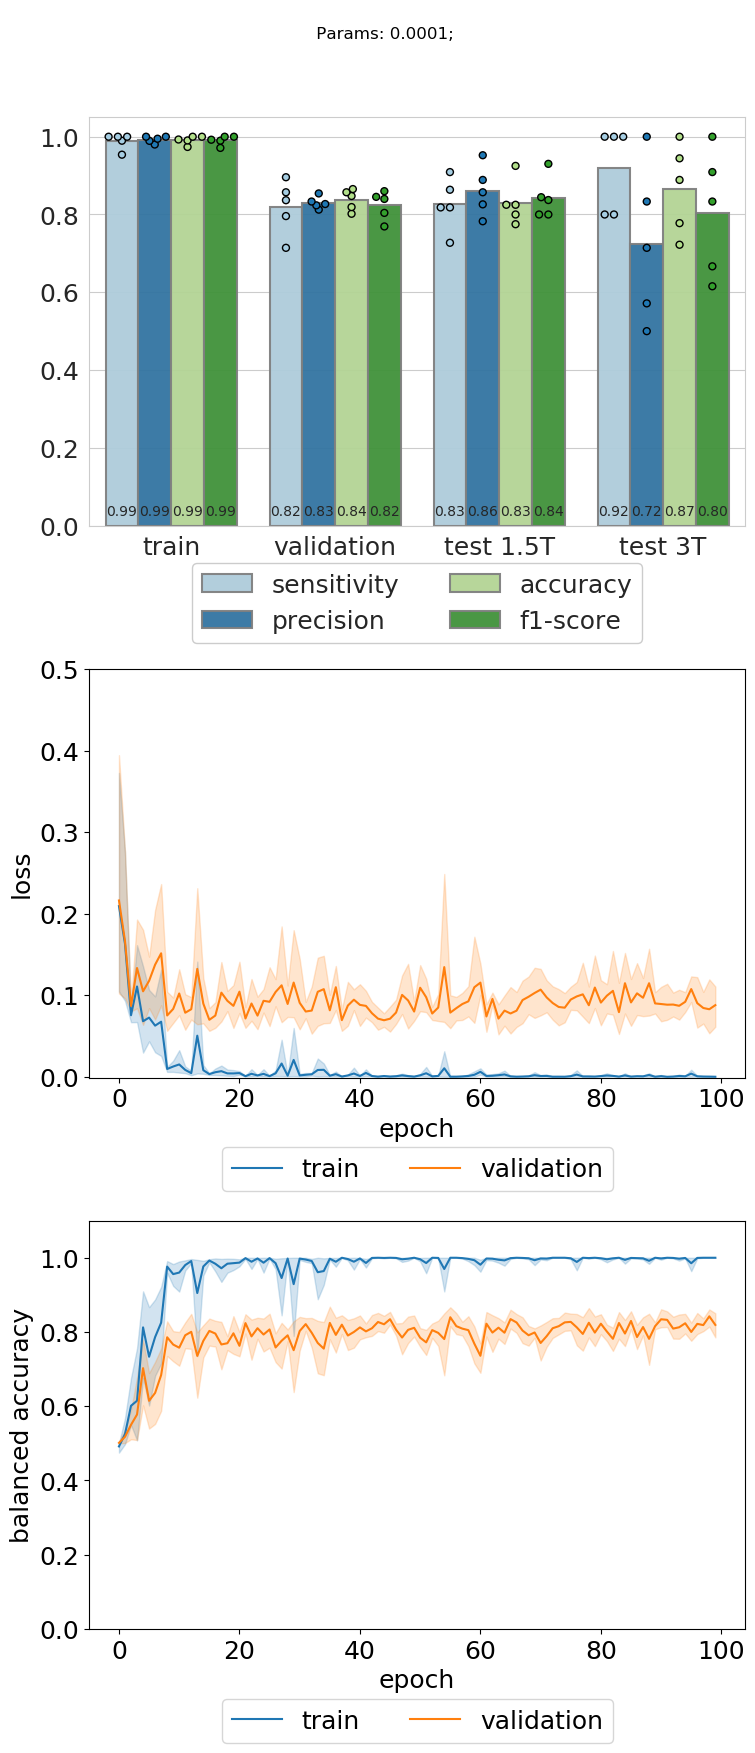 Params: 0.0001;
1.0
0.8
0.6
0.4
0.2
0.0
0.99 0.99 0.99 0.99 0.82 0.83 0.84 0.82 0.83 0.86 0.83 0.84 0.92 0.72 0.87 0.80
train validation test 1.5T test 3T
sensitivity accuracy
precision f1-score
0.5
0.4
0.3
0.2
0.1
0.0
loss
0 20 40 60 80 100
epoch
train validation
1.0
0.8
0.6
0.4
0.2
0.0
balanced accuracy
0 20 40 60 80 100
epoch
train validation